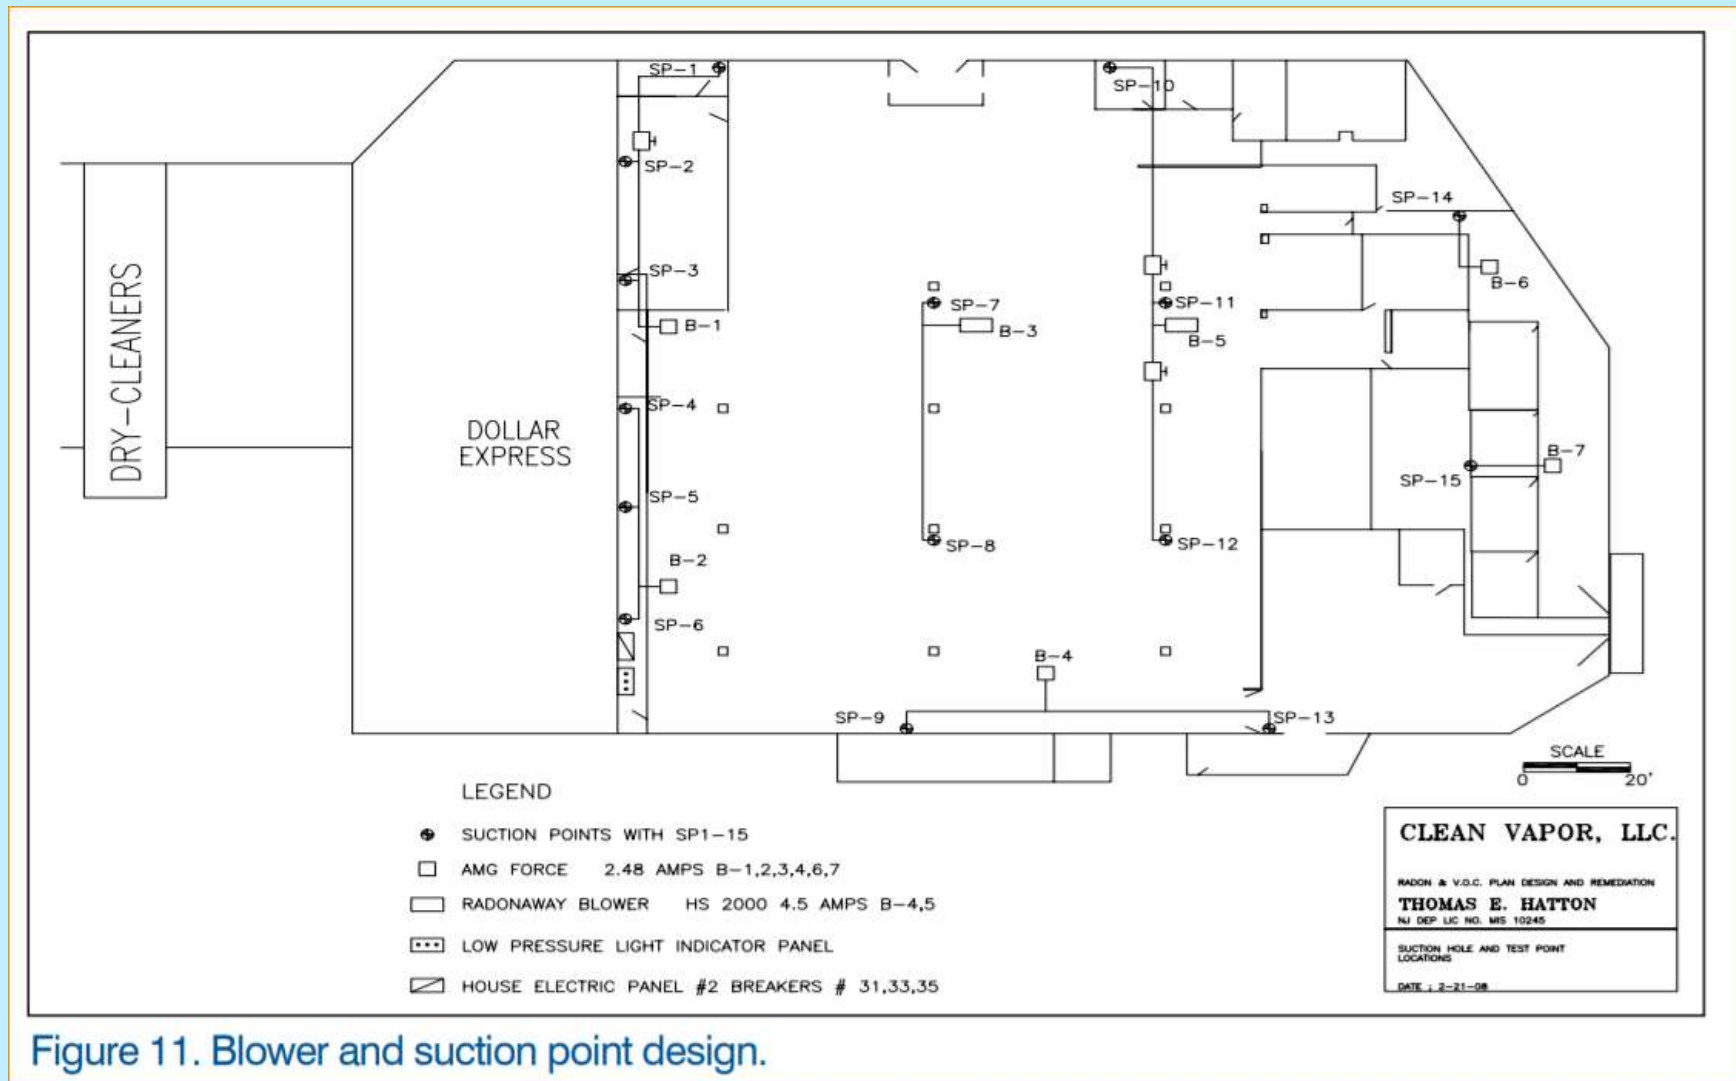 SP-1
SP-10
SP-2
SP-14
SP-3
B-6
SP-7
SP-11
B-1
B-3
B-5
DRY-CLEANERS
SP-4
DOLLAR
EXPRESS
B-7
SP-15
SP-5
SP-8
SP-12
B-2
SP-6
B-4
SP-9
SP-13
SCALE
0 20'
LEGEND
SUCTION POINTS WITH SP1-15
AMG FORCE 2.48 AMPS B-1,2,3,4,6,7
RADONAWAY BLOWER HS 2000 4.5 AMPS B-4,5
LOW PRESSURE LIGHT INDICATOR PANEL
HOUSE ELECTRIC PANEL #2 BREAKERS # 31,33,35
CLEAN VAPOR, LLC.
RADON & V.O.C. PLAN DESIGN AND REMEDIATION
THOMAS E. HATTON
NJ DEP LIC NO. MIS 10245
SUCTION HOLE AND TEST POINT
LOCATIONS
DATE : 2-21-08
Figure 11. Blower and suction point design.